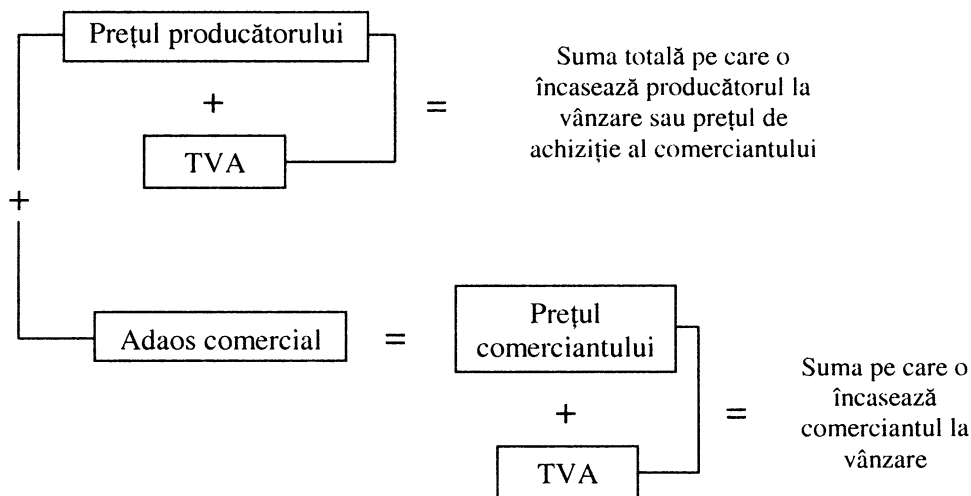 Prețul producătorului
+
TVA
=
Suma totală pe care o
încasează producătorul la
vânzare sau prețul de
achiziție al comerciantului
+
Adaos comercial
=
Prețul
comerciantului
+
TVA
=
Suma pe care o
încasează
comerciantul la
vânzare